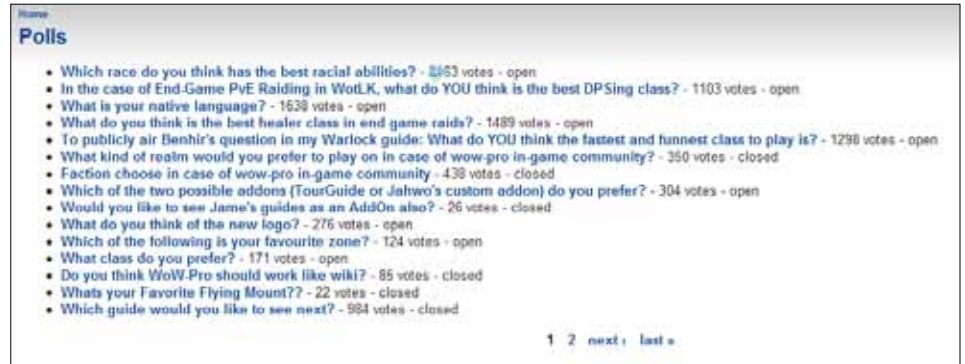 Home
Polls
• Which race do you think has the best racial abilities? - votes - open
• In the case of End-Game PvE Raiding in WotLK, what do YOU think is the best DPSing class? - 1103 votes - open
• What is your native language? - 1638 votes - open
• What do you think is the best healer class in end game raids? - 1489 votes - open
• To publicly air Benhir's question in my Warlock guide: What do YOU think the fastest and funnest class to play is? - 1298 votes - open
• What kind of realm would you prefer to play on in case of wow-pro in-game community? - 350 votes - closed
• Faction choose in case of wow-pro in-game community - 438 votes - closed
• Which of the two possible addons (TourGuide or Jahwo's custom addon) do you prefer? - 304 votes - open
• Would you like to see Jame's guides as an AddOn also? - 26 votes - closed
• What do you think of the new logo? - 276 votes - open
• Which of the following is your favourite zone? - 124 votes - open
• What class do you prefer? - 171 votes - open
• Do you think WoW-Pro should work like wiki? - 85 votes - closed
• Whats your Favorite Flying Mount?? - 22 votes - closed
• Which guide would you like to see next? - 984 votes - closed
1 2 next › last »